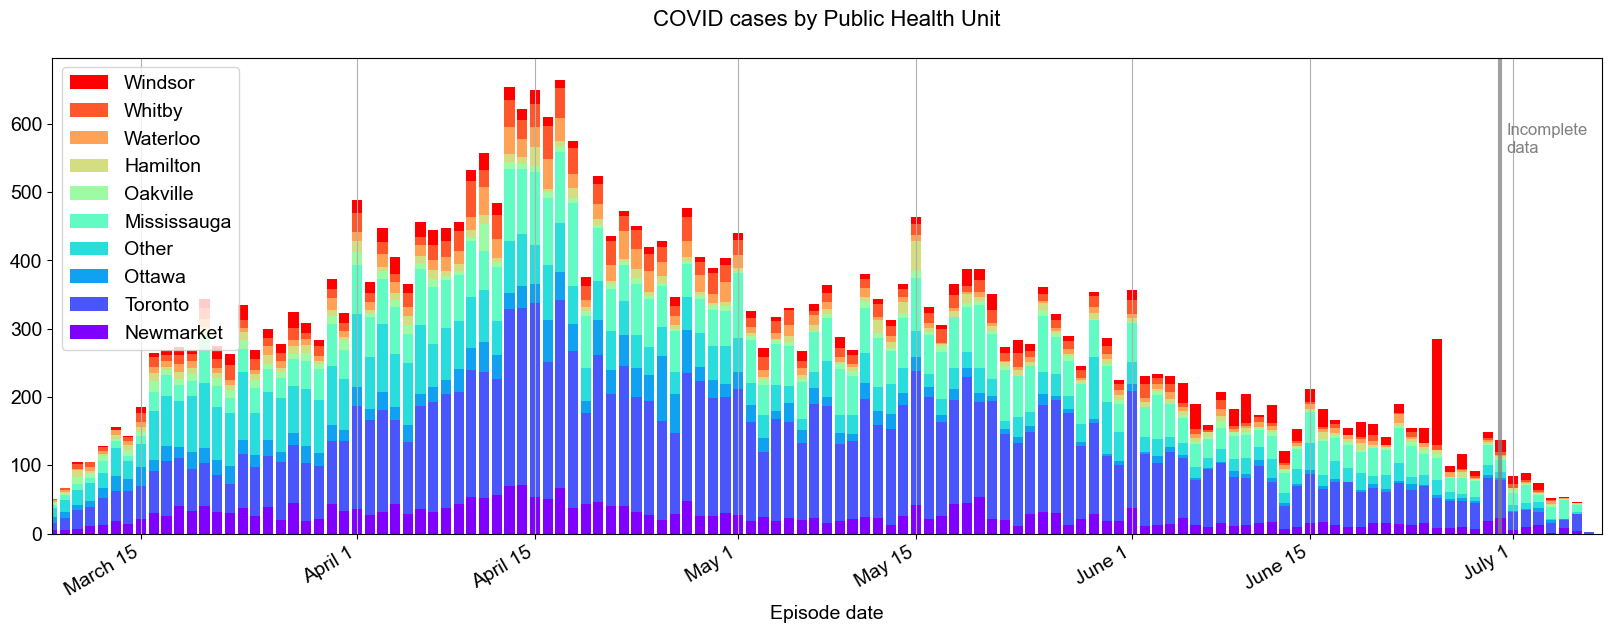 COVID cases by Public Health Unit
Windsor
Whitby
Waterloo
Hamilton
Oakville
Mississauga
Other
Ottawa
Toronto
Newmarket
Incomplete
data
600
500
400
300
200
100
0
March 15
April 1
April 15
May 1
May 15
June 1
June 15
July 1
Episode date